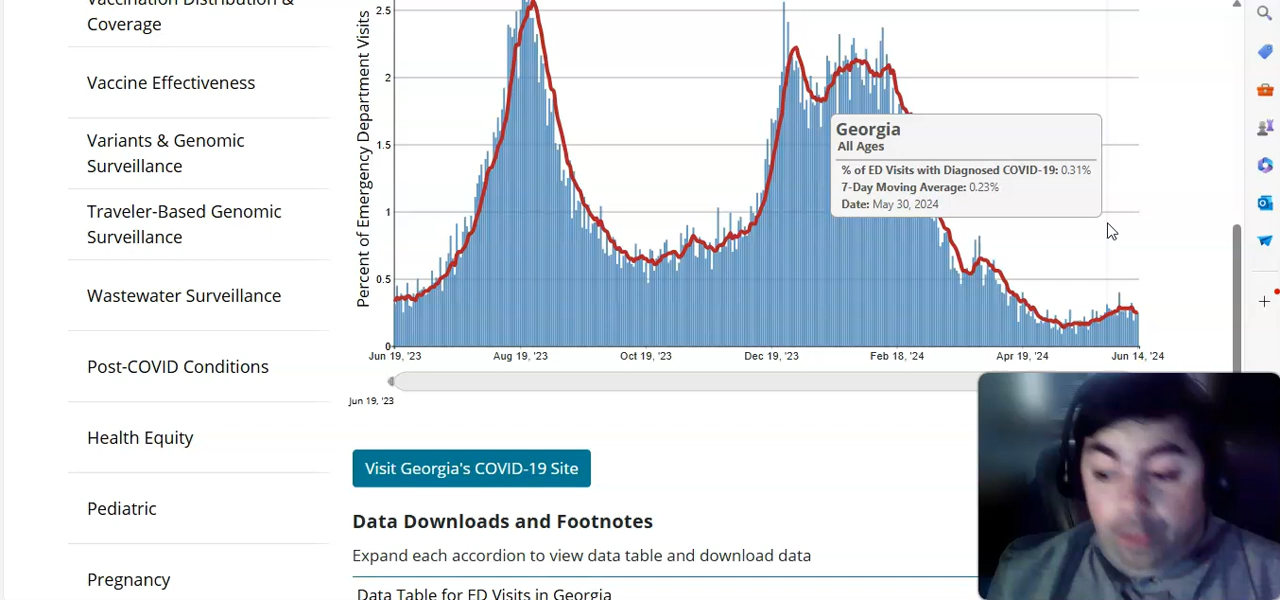 Vaccination Distribution &
Coverage
Vaccine Effectiveness
Variants & Genomic
Surveillance
Traveler-Based Genomic
Surveillance
Wastewater Surveillance
Post-COVID Conditions
Health Equity
Pediatric
Pregnancy
Percent of Emergency Department Visits
2.5
2
1.5
1
0.5
0
Jun 19, '23
Aug 19, '23
Oct 19, '23
Dec 19, '23
Feb 18, '24
Apr 19, '24
Jun 14, '24
Georgia
All Ages
% of ED Visits with Diagnosed COVID-19: 0.31%
7-Day Moving Average: 0.23%
Date: May 30, 2024
Jun 19, '23
Visit Georgia's COVID-19 Site
Data Downloads and Footnotes
Expand each accordion to view data table and download data
Data Table for ED Visits in Georgia